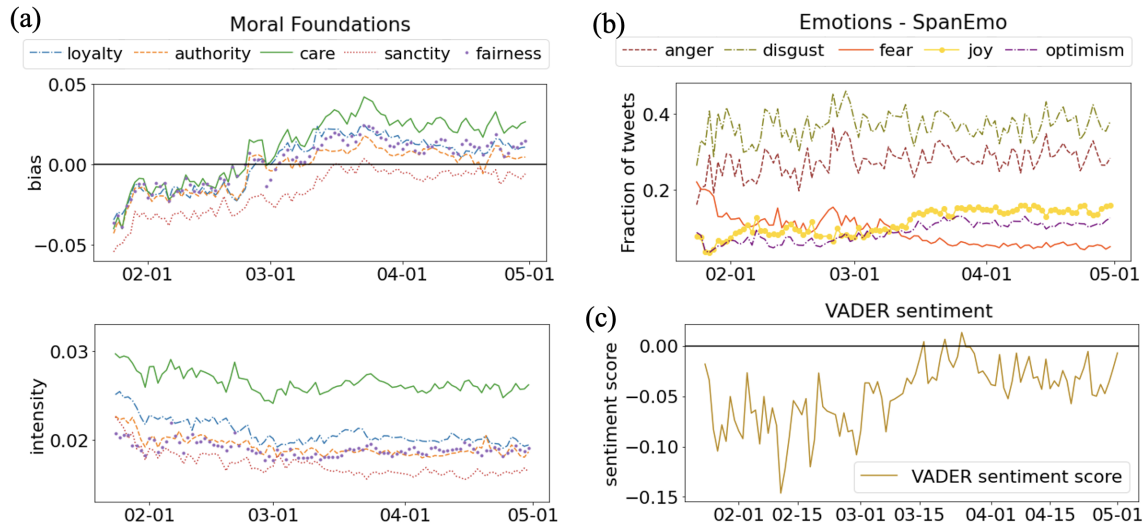 (a)
Moral Foundations
loyalty authority care sanctity fairness
0.05
0.00
−0.05
bias
02-01 03-01 04-01 05-01
0.03
0.02
intensity
02-01 03-01 04-01 05-01
(b)
Emotions - SpanEmo
anger disgust fear joy optimism
0.4
0.2
Fraction of tweets
02-01 03-01 04-01 05-01
(c)
VADER sentiment
0.00
−0.05
−0.10
−0.15
sentiment score
VADER sentiment score
02-01 02-15 03-01 03-15 04-01 04-15 05-01